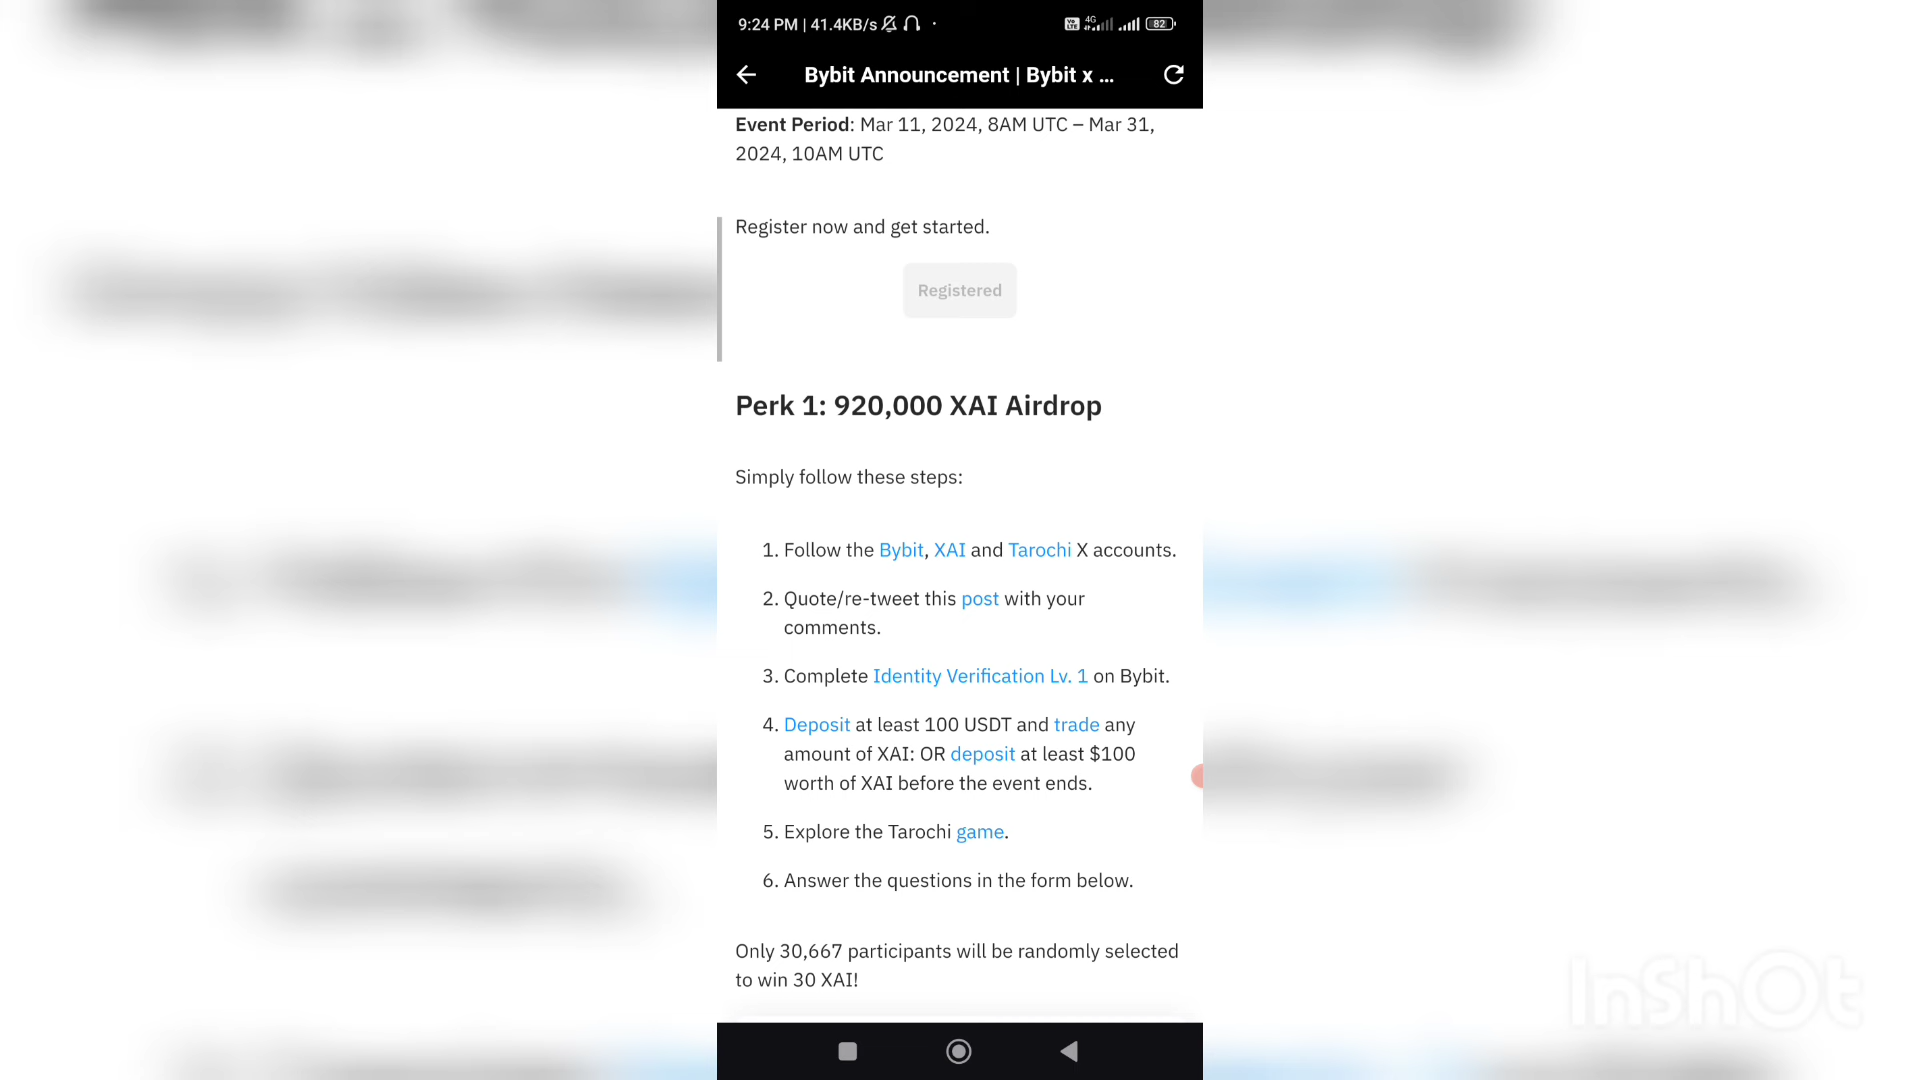 9:24 PM | 41.4KB/s
Vo LTE 4G 82
Bybit Announcement | Bybit x ...
Event Period: Mar 11, 2024, 8AM UTC – Mar 31,
2024, 10AM UTC
Register now and get started.
Registered
Perk 1: 920,000 XAI Airdrop
Simply follow these steps:
1. Follow the Bybit, XAI and Tarochi X accounts.
2. Quote/re-tweet this post with your
comments.
3. Complete Identity Verification Lv. 1 on Bybit.
4. Deposit at least 100 USDT and trade any
amount of XAI: OR deposit at least $100
worth of XAI before the event ends.
5. Explore the Tarochi game.
6. Answer the questions in the form below.
Only 30,667 participants will be randomly selected
to win 30 XAI!
InShOt